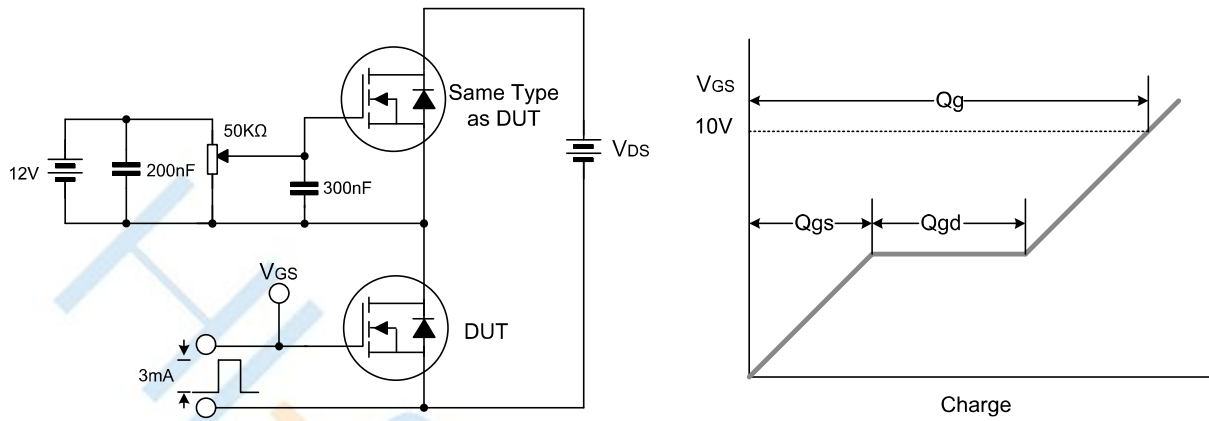 12V
200nF
50KΩ
300nF
Same Type
as DUT
VDS
VGS
3mA
DUT
VGS
10V
Qg
Qgs
Qgd
Charge